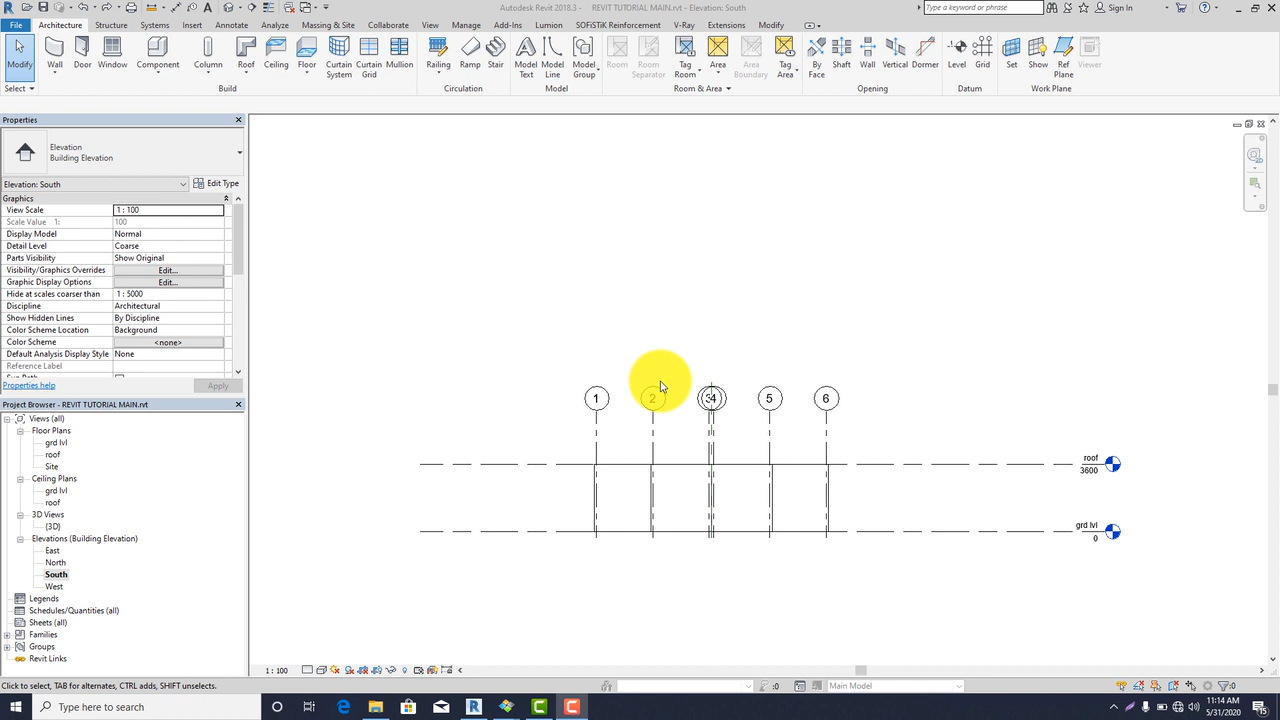 Autodesk Revit 2018.3 - REVIT TUTORIAL MAIN.rvt - Elevation: South
Type a keyword or phrase
Sign In
File Architecture Structure Systems Insert Annotate Analyze Massing & Site Collaborate View Manage Add-Ins Lumion SOFiSTiK Reinforcement V-Ray Extensions Modify
Modify Wall Door Window Component Column Roof Ceiling Floor Curtain System Curtain Grid Mullion Railing Ramp Stair Model Text Model Line Model Group Room Room Separator Tag Room Area Area Boundary Tag Area By Face Shaft Wall Vertical Dormer Level Grid Set Show Ref Plane Viewer
Select Build Circulation Model Room & Area Opening Datum Work Plane
Properties
Elevation
Building Elevation
Elevation: South Edit Type
Graphics
View Scale 1 : 100
Scale Value 1: 100
Display Model Normal
Detail Level Coarse
Parts Visibility Show Original
Visibility/Graphics Overrides Edit...
Graphic Display Options Edit...
Hide at scales coarser than 1 : 5000
Discipline Architectural
Show Hidden Lines By Discipline
Color Scheme Location Background
Color Scheme <none>
Default Analysis Display Style None
Reference Label
Properties help Apply
Project Browser - REVIT TUTORIAL MAIN.rvt
Views (all)
Floor Plans
grd lvl
roof
Site
Ceiling Plans
grd lvl
roof
3D Views
{3D}
Elevations (Building Elevation)
East
North
South
West
Legends
Schedules/Quantities (all)
Sheets (all)
Families
Groups
Revit Links
1 2 3 4 5 6
roof
3600
grd lvl
0
1 : 100
Click to select, TAB for alternates, CTRL adds, SHIFT unselects.
:0
Main Model
:0
Type here to search
11:14 AM
5/31/2020